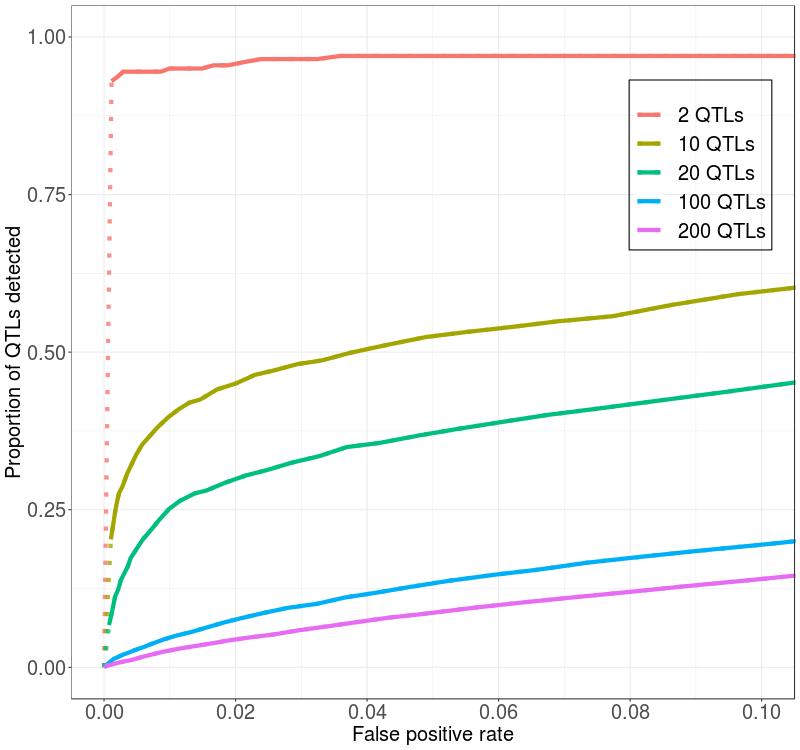 1.00
0.75
0.50
0.25
0.00
Proportion of QTLs detected
2 QTLs
10 QTLs
20 QTLs
100 QTLs
200 QTLs
0.00 0.02 0.04 0.06 0.08 0.10
False positive rate